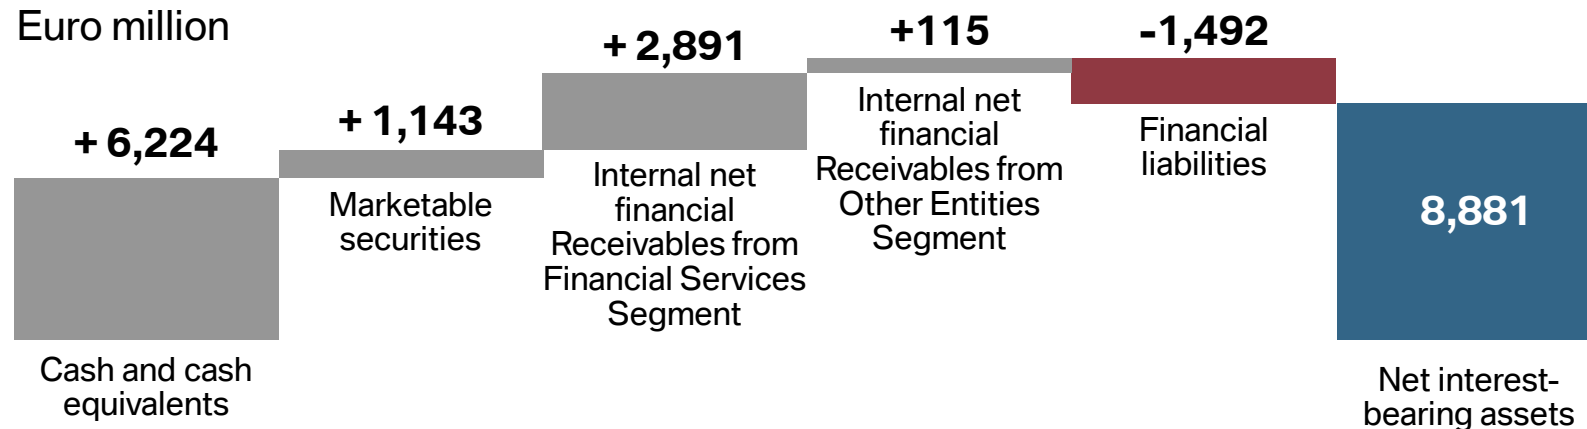 Euro million
+ 6,224
Cash and cash
equivalents
+ 1,143
Marketable
securities
+ 2,891
Internal net
financial
Receivables from
Financial Services
Segment
+115
Internal net
financial
Receivables from
Other Entities
Segment
-1,492
Financial
liabilities
8,881
Net interest-
bearing assets